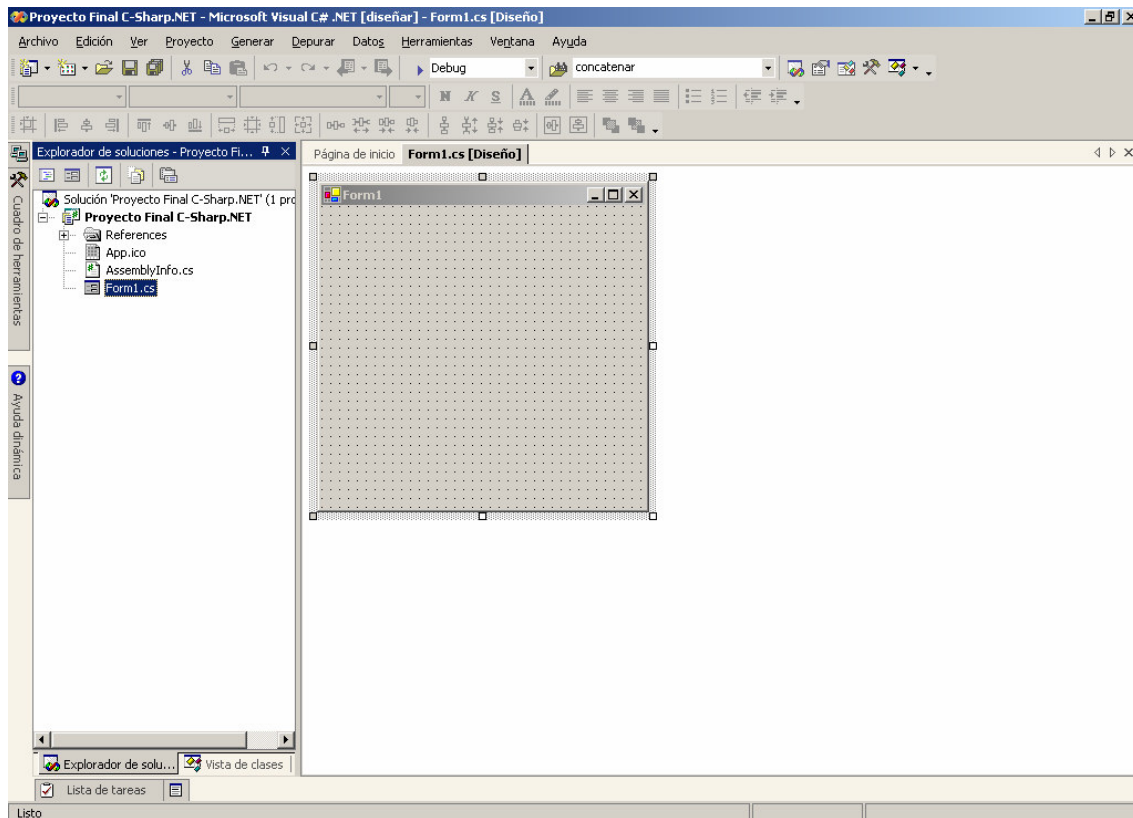 Proyecto Final C-Sharp.NET - Microsoft Visual C# .NET [diseñar] - Form1.cs [Diseño]
Archivo Edición Ver Proyecto Generar Depurar Datos Herramientas Ventana Ayuda
Debug concatenar
N K S A
Explorador de soluciones - Proyecto Fi...
Página de inicio Form1.cs [Diseño]
Cuadro de herramientas
Ayuda dinámica
Solución 'Proyecto Final C-Sharp.NET' (1 pro
Proyecto Final C-Sharp.NET
References
App.ico
AssemblyInfo.cs
Form1.cs
Form1
Explorador de solu... Vista de clases
Lista de tareas
Listo